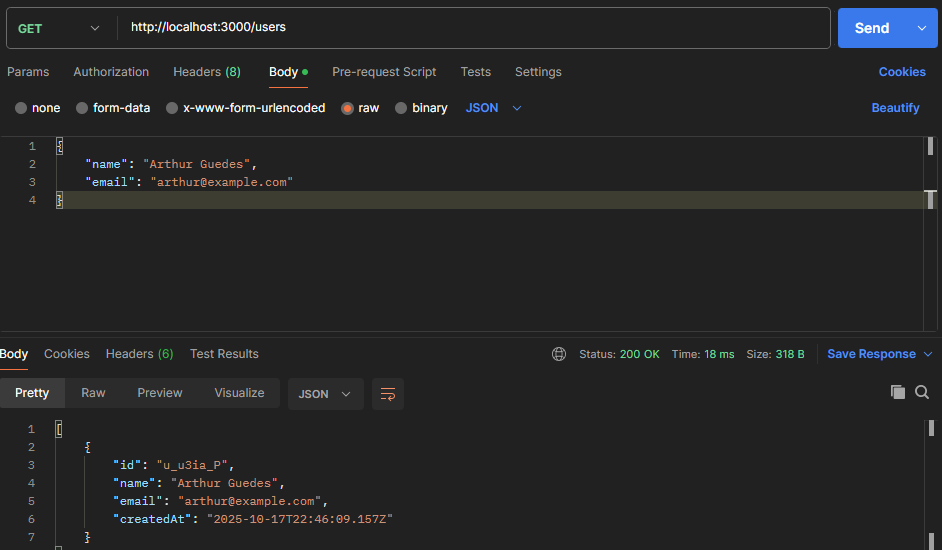 GET http://localhost:3000/users Send
Params Authorization Headers (8) Body Pre-request Script Tests Settings Cookies
none form-data x-www-form-urlencoded raw binary JSON Beautify
1 {
2 "name": "Arthur Guedes",
3 "email": "arthur@example.com"
4 }
Body Cookies Headers (6) Test Results Status: 200 OK Time: 18 ms Size: 318 B Save Response
Pretty Raw Preview Visualize JSON
1 [
2 {
3 "id": "u_u3ia_P",
4 "name": "Arthur Guedes",
5 "email": "arthur@example.com",
6 "createdAt": "2025-10-17T22:46:09.157Z"
7 }